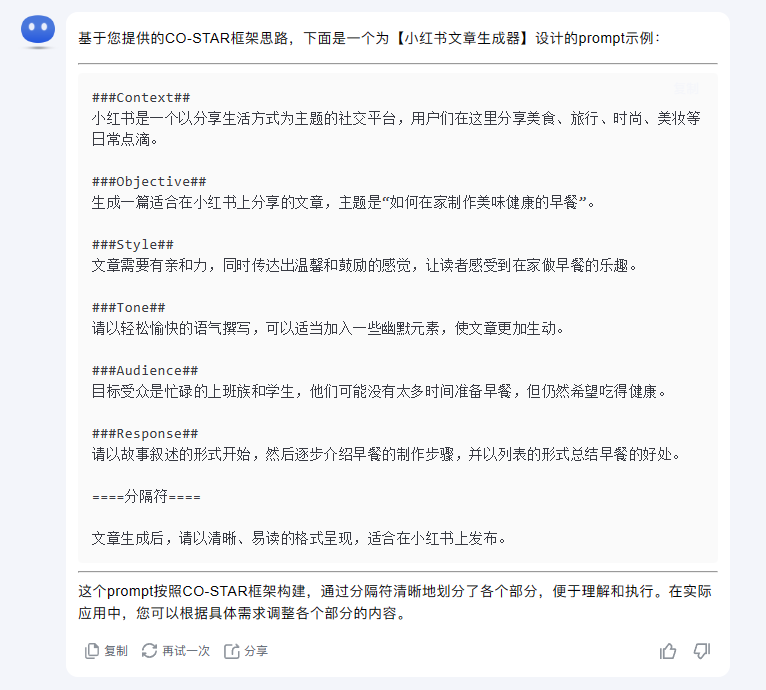 基于您提供的CO-STAR框架思路，下面是一个为【小红书文章生成器】设计的prompt示例：
###Context##
小红书是一个以分享生活方式为主题的社交平台，用户们在这里分享美食、旅行、时尚、美妆等
日常点滴。
###Objective##
生成一篇适合在小红书上分享的文章，主题是“如何在家制作美味健康的早餐”。
###Style##
文章需要有亲和力，同时传达出温馨和鼓励的感觉，让读者感受到在家做早餐的乐趣。
###Tone##
请以轻松愉快的语气撰写，可以适当加入一些幽默元素，使文章更加生动。
###Audience##
目标受众是忙碌的上班族和学生，他们可能没有太多时间准备早餐，但仍然希望吃得健康。
###Response##
请以故事叙述的形式开始，然后逐步介绍早餐的制作步骤，并以列表的形式总结早餐的好处。
====分隔符====
文章生成后，请以清晰、易读的格式呈现，适合在小红书上发布。
这个prompt按照CO-STAR框架构建，通过分隔符清晰地划分了各个部分，便于理解和执行。在实际
应用中，您可以根据具体需求调整各个部分的内容。
复制 再试一次 分享